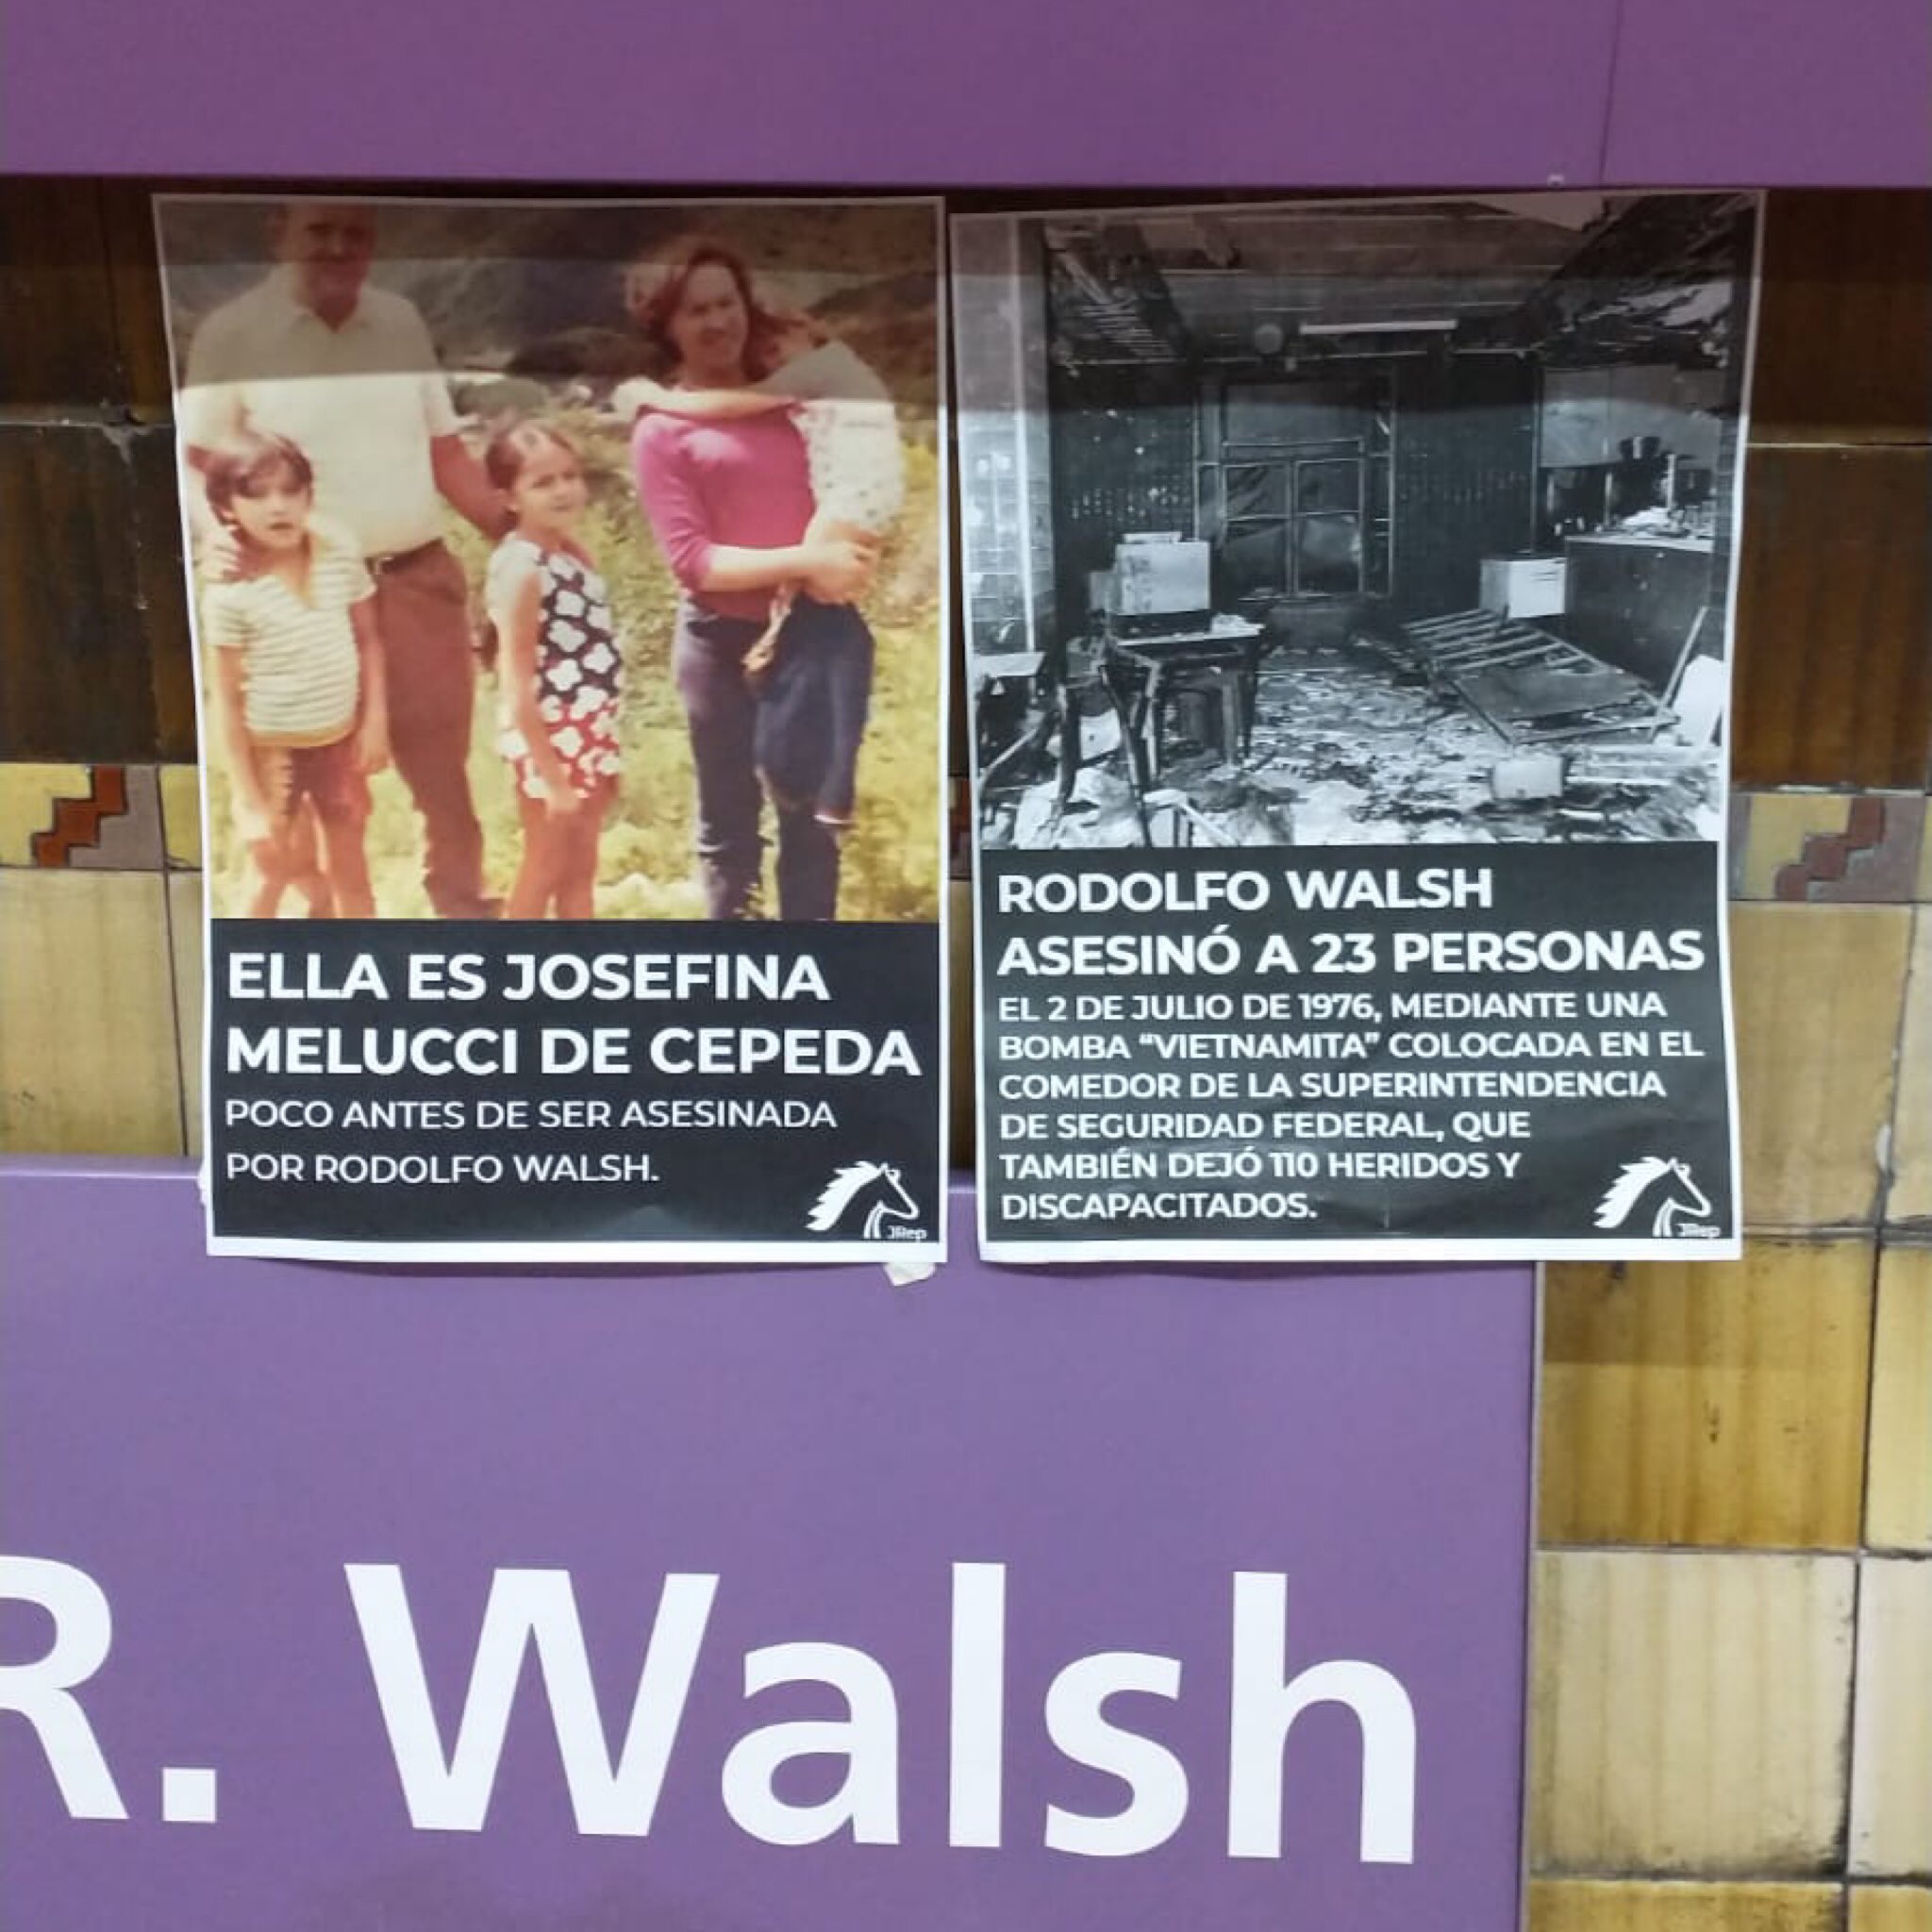 ELLA ES JOSEFINA
MELUCCI DE CEPEDA
POCO ANTES DE SER ASESINADA
POR RODOLFO WALSH.
JRep
RODOLFO WALSH
ASESINÓ A 23 PERSONAS
EL 2 DE JULIO DE 1976, MEDIANTE UNA
BOMBA "VIETNAMITA" COLOCADA EN EL
COMEDOR DE LA SUPERINTENDENCIA
DE SEGURIDAD FEDERAL, QUE
TAMBIÉN DEJÓ 110 HERIDOS Y
DISCAPACITADOS.
JRep
R. Walsh